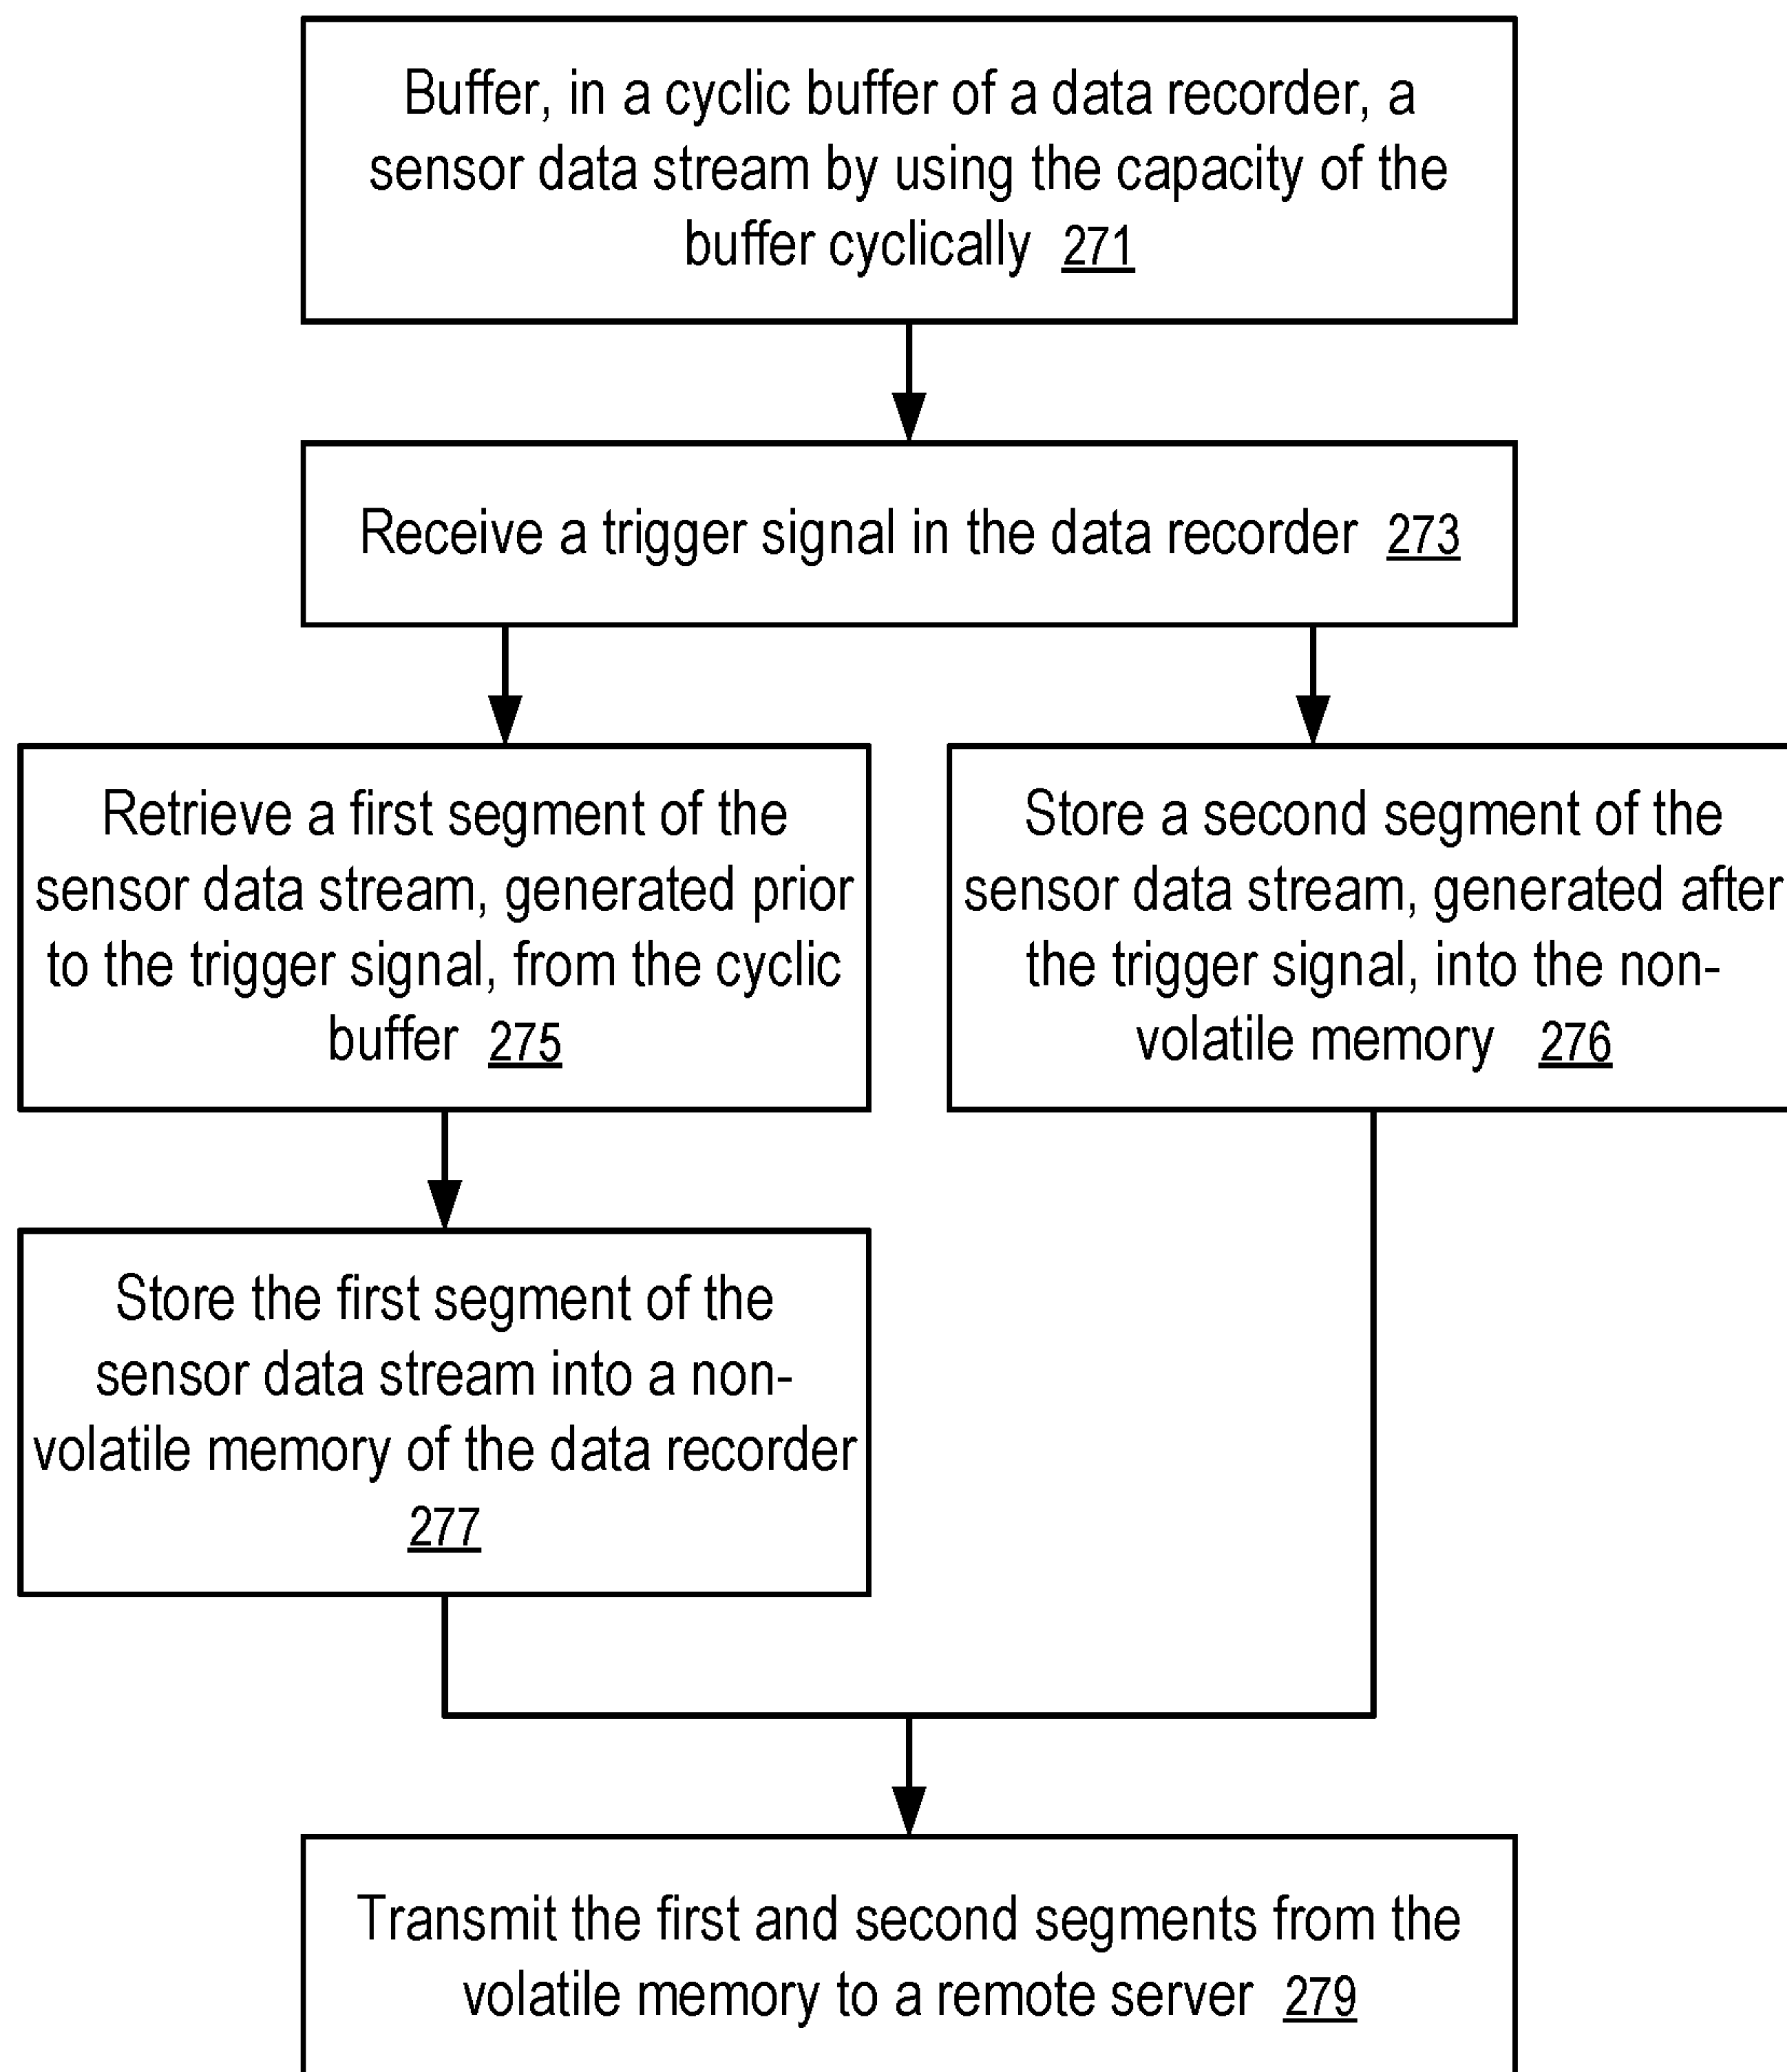 Buffer, in a cyclic buffer of a data recorder, a
sensor data stream by using the capacity of the
buffer cyclically 271
Receive a trigger signal in the data recorder 273
Retrieve a first segment of the
sensor data stream, generated prior
to the trigger signal, from the cyclic
buffer 275
Store a second segment of the
sensor data stream, generated after
the trigger signal, into the non-
volatile memory 276
Store the first segment of the
sensor data stream into a non-
volatile memory of the data recorder
277
Transmit the first and second segments from the
volatile memory to a remote server 279